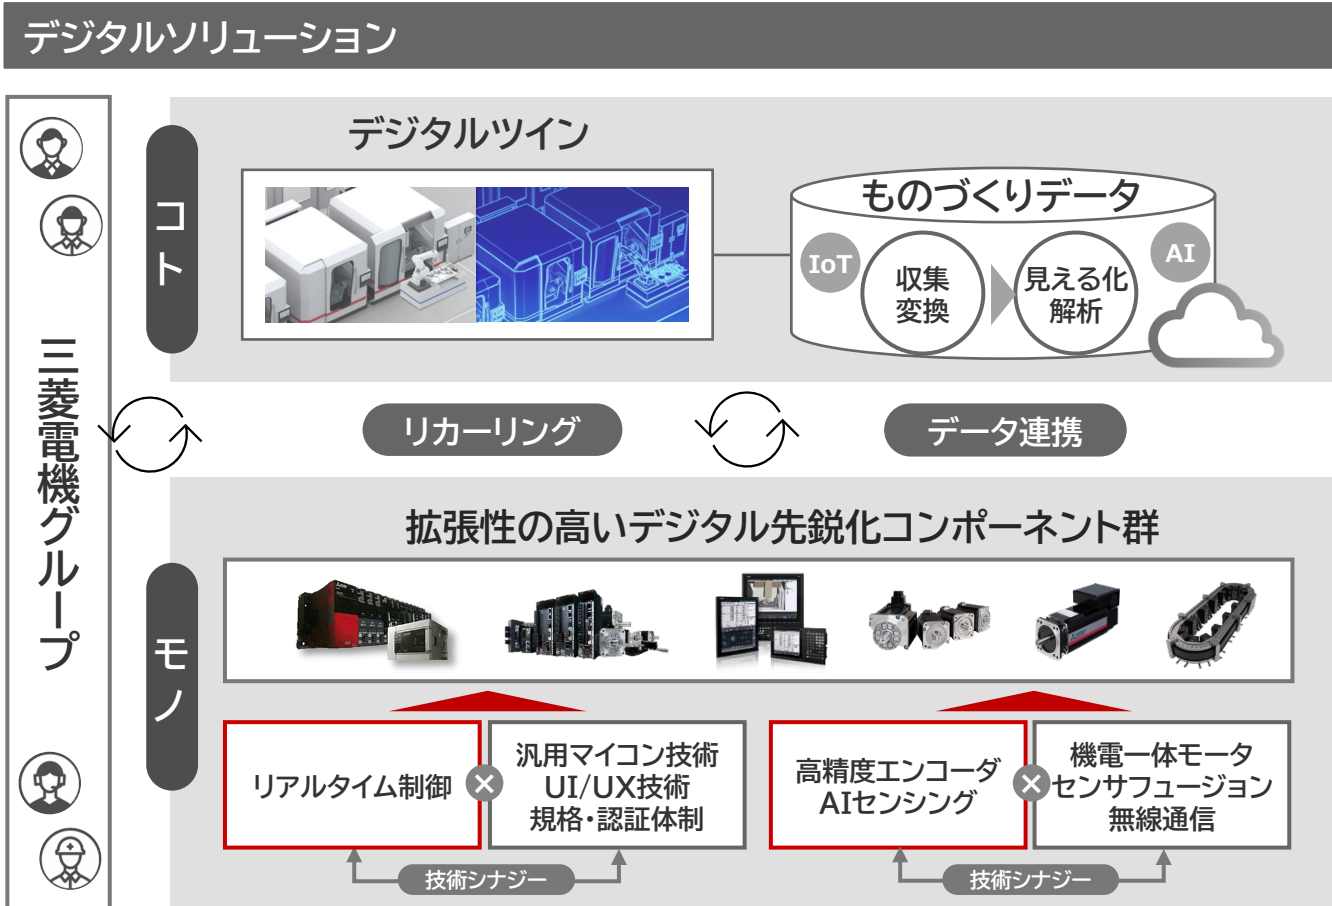 デジタルソリューション
三菱電機グループ
コト
デジタルツイン
ものづくりデータ
IoT
収集
変換
見える化
解析
AI
リカーリング
データ連携
モノ
拡張性の高いデジタル先鋭化コンポーネント群
リアルタイム制御
×
汎用マイコン技術
UI/UX技術
規格・認証体制
技術シナジー
高精度エンコーダ
AIセンシング
×
機電一体モータ
センサフュージョン
無線通信
技術シナジー